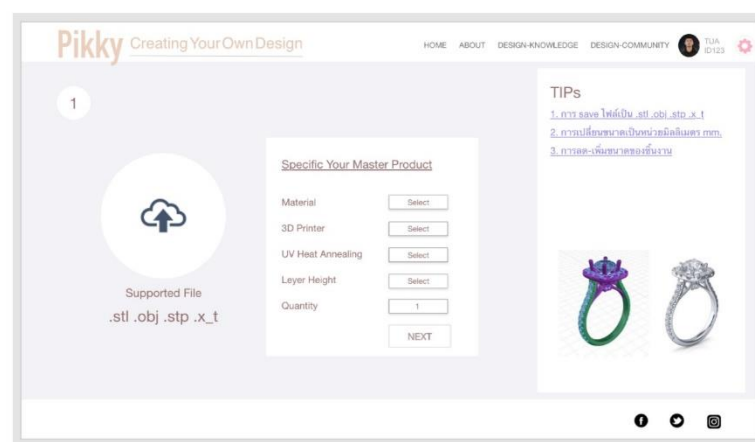 Pikky Creating Your Own Design
HOME ABOUT DESIGN-KNOWLEDGE DESIGN-COMMUNITY TUA
ID123
1
Supported File
.stl .obj .stp .x_t
Specific Your Master Product
Material Select
3D Printer Select
UV Heat Annealing Select
Leyer Height Select
Quantity 1
NEXT
TIPs
1. การ save ไฟล์เป็น .stl .obj .stp .x_t
2. การเปลี่ยนขนาดเป็นหน่วยมิลลิเมตร mm.
3. การลด-เพิ่มขนาดของชิ้นงาน